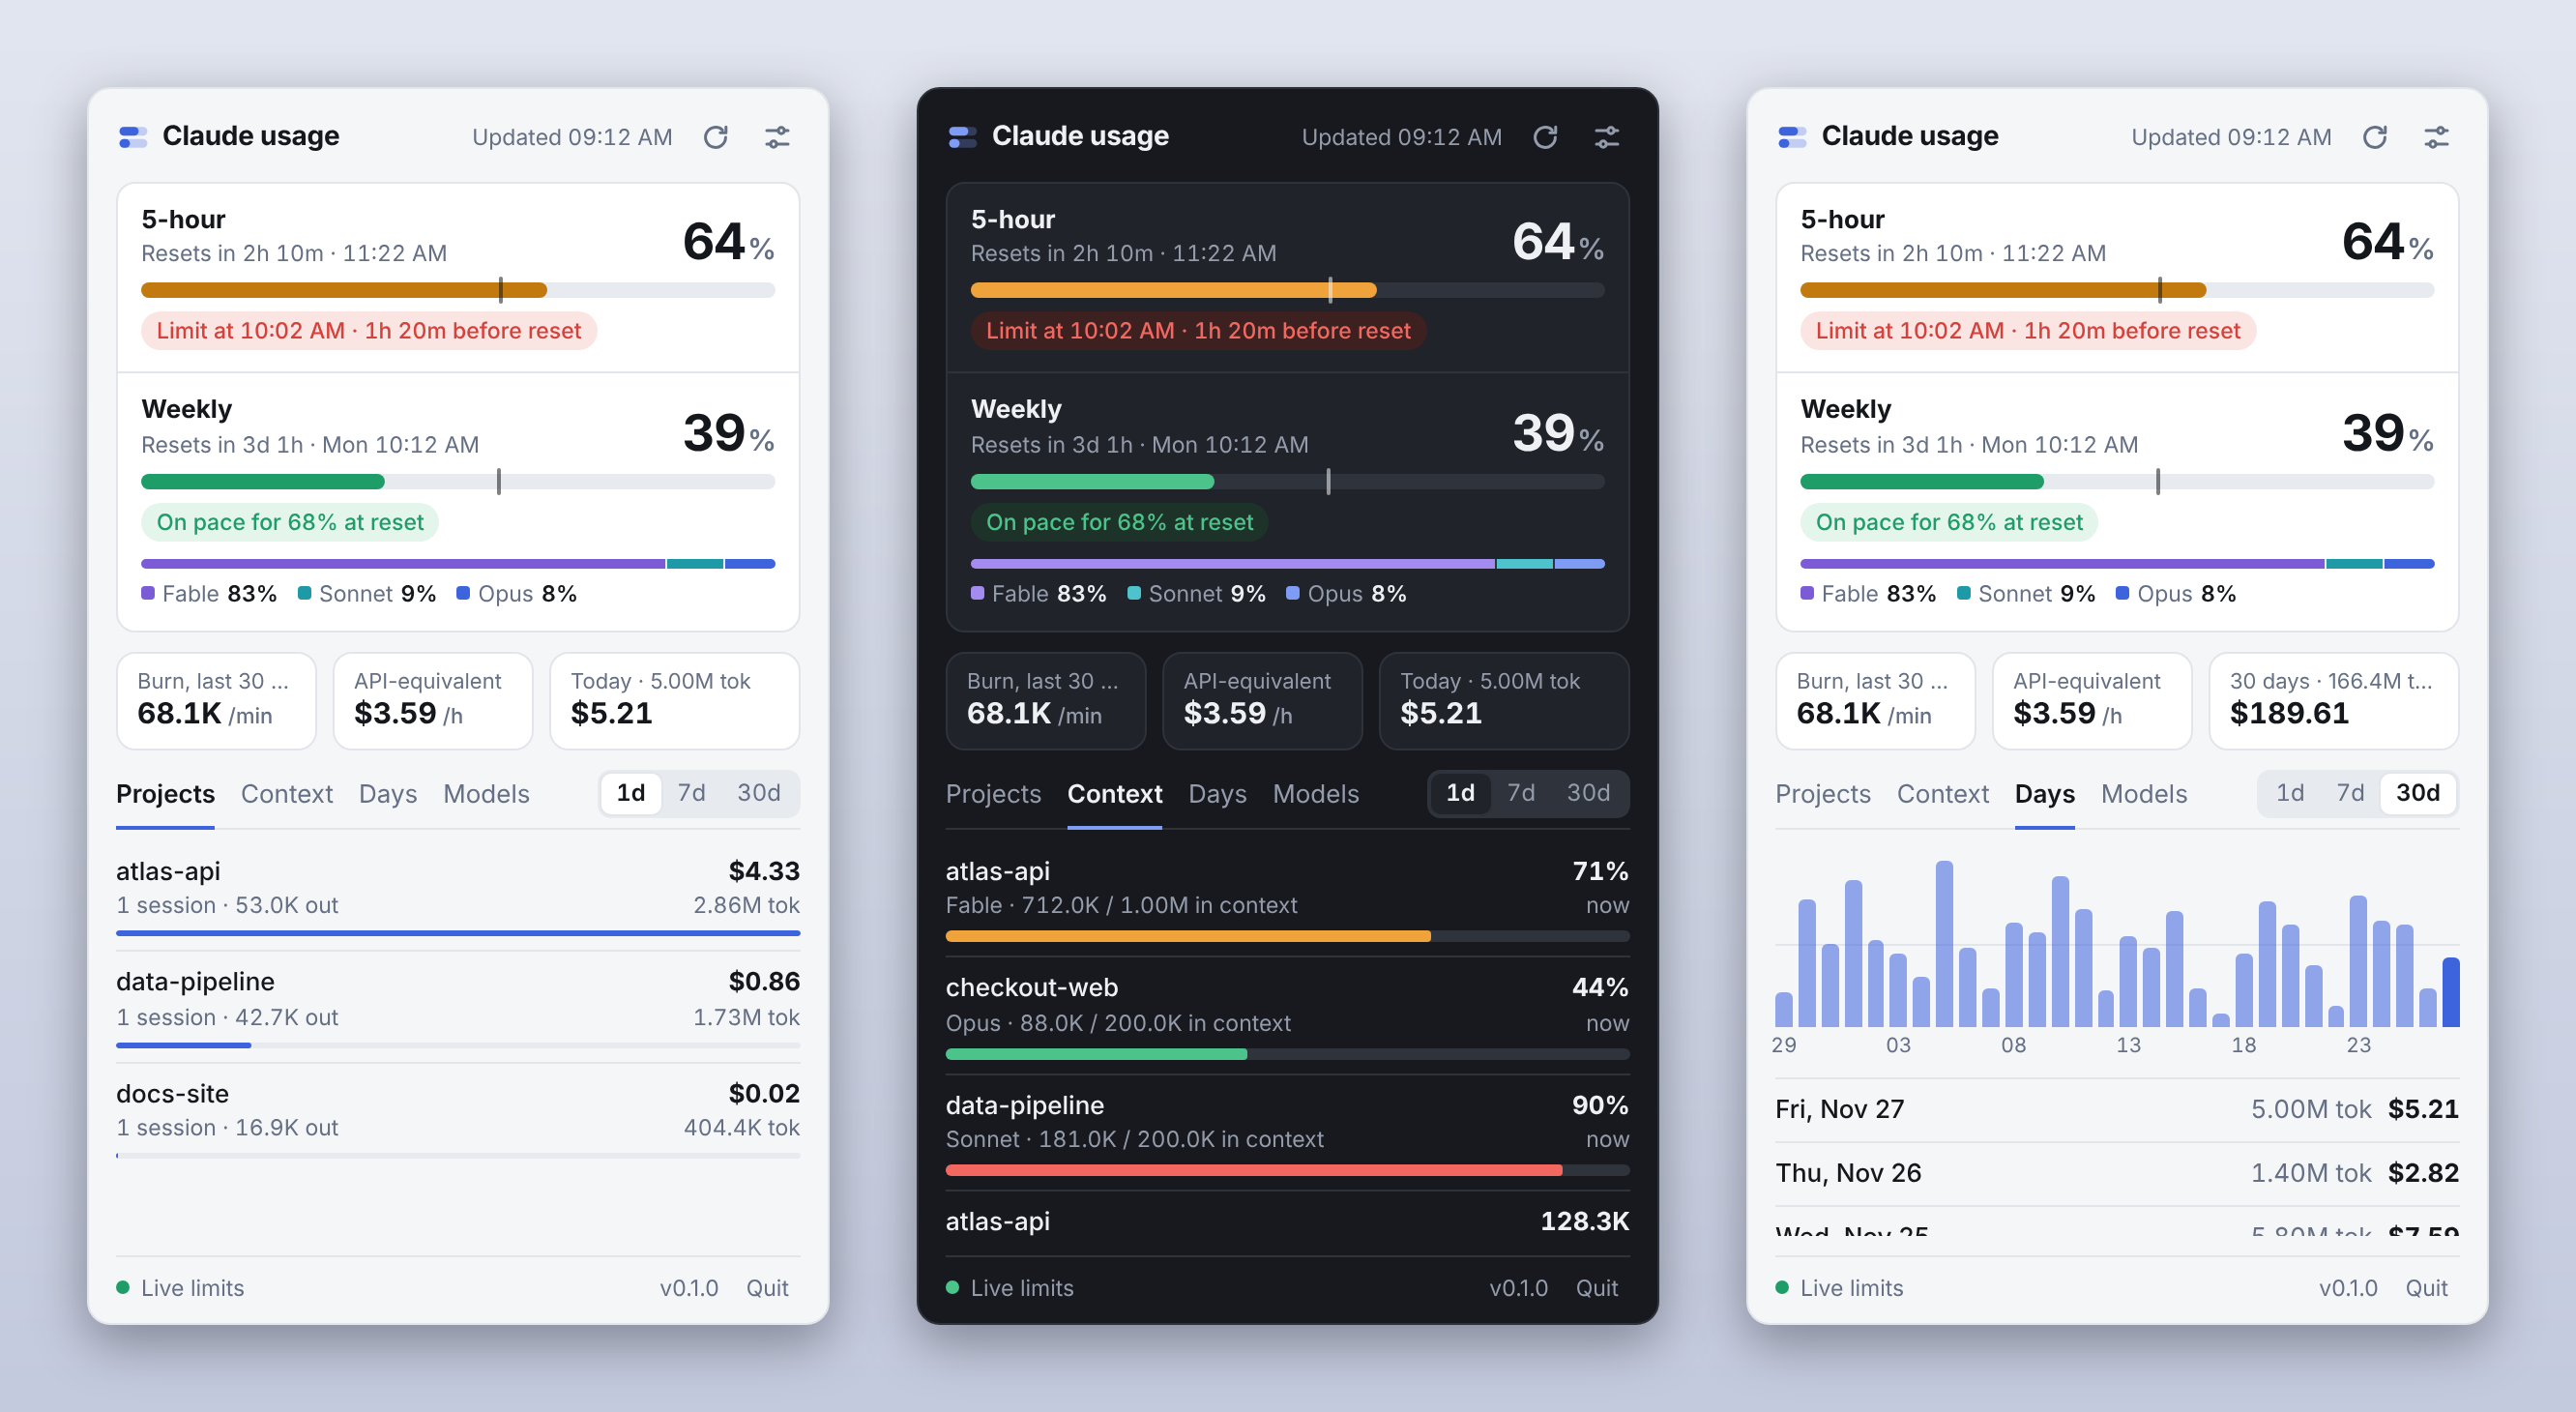 Claude usage
Updated 09:12 AM
5-hour
Resets in 2h 10m · 11:22 AM
64%
Limit at 10:02 AM · 1h 20m before reset
Weekly
Resets in 3d 1h · Mon 10:12 AM
39%
On pace for 68% at reset
Fable 83% Sonnet 9% Opus 8%
Burn, last 30 ...
68.1K /min
API-equivalent
$3.59 /h
Today · 5.00M tok
$5.21
Projects Context Days Models 1d 7d 30d
atlas-api $4.33
1 session · 53.0K out 2.86M tok
data-pipeline $0.86
1 session · 42.7K out 1.73M tok
docs-site $0.02
1 session · 16.9K out 404.4K tok
Live limits v0.1.0 Quit
Claude usage
Updated 09:12 AM
5-hour
Resets in 2h 10m · 11:22 AM
64%
Limit at 10:02 AM · 1h 20m before reset
Weekly
Resets in 3d 1h · Mon 10:12 AM
39%
On pace for 68% at reset
Fable 83% Sonnet 9% Opus 8%
Burn, last 30 ...
68.1K /min
API-equivalent
$3.59 /h
Today · 5.00M tok
$5.21
Projects Context Days Models 1d 7d 30d
atlas-api 71%
Fable · 712.0K / 1.00M in context now
checkout-web 44%
Opus · 88.0K / 200.0K in context now
data-pipeline 90%
Sonnet · 181.0K / 200.0K in context now
atlas-api 128.3K
Live limits v0.1.0 Quit
Claude usage
Updated 09:12 AM
5-hour
Resets in 2h 10m · 11:22 AM
64%
Limit at 10:02 AM · 1h 20m before reset
Weekly
Resets in 3d 1h · Mon 10:12 AM
39%
On pace for 68% at reset
Fable 83% Sonnet 9% Opus 8%
Burn, last 30 ...
68.1K /min
API-equivalent
$3.59 /h
30 days · 166.4M t...
$189.61
Projects Context Days Models 1d 7d 30d
29 03 08 13 18 23
Fri, Nov 27 5.00M tok $5.21
Thu, Nov 26 1.40M tok $2.82
Wed, Nov 25 5.80M tok $7.59
Live limits v0.1.0 Quit